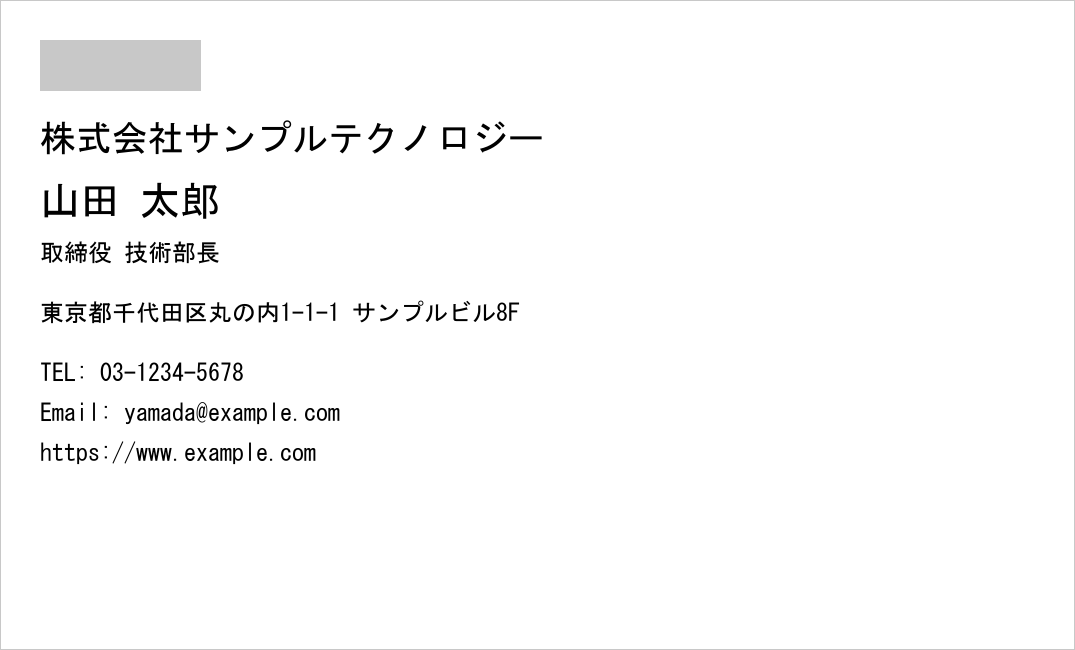 株式会社サンプルテクノロジー
山田 太郎
取締役 技術部長
東京都千代田区丸の内1-1-1 サンプルビル8F
TEL: 03-1234-5678
Email: yamada@example.com
https://www.example.com